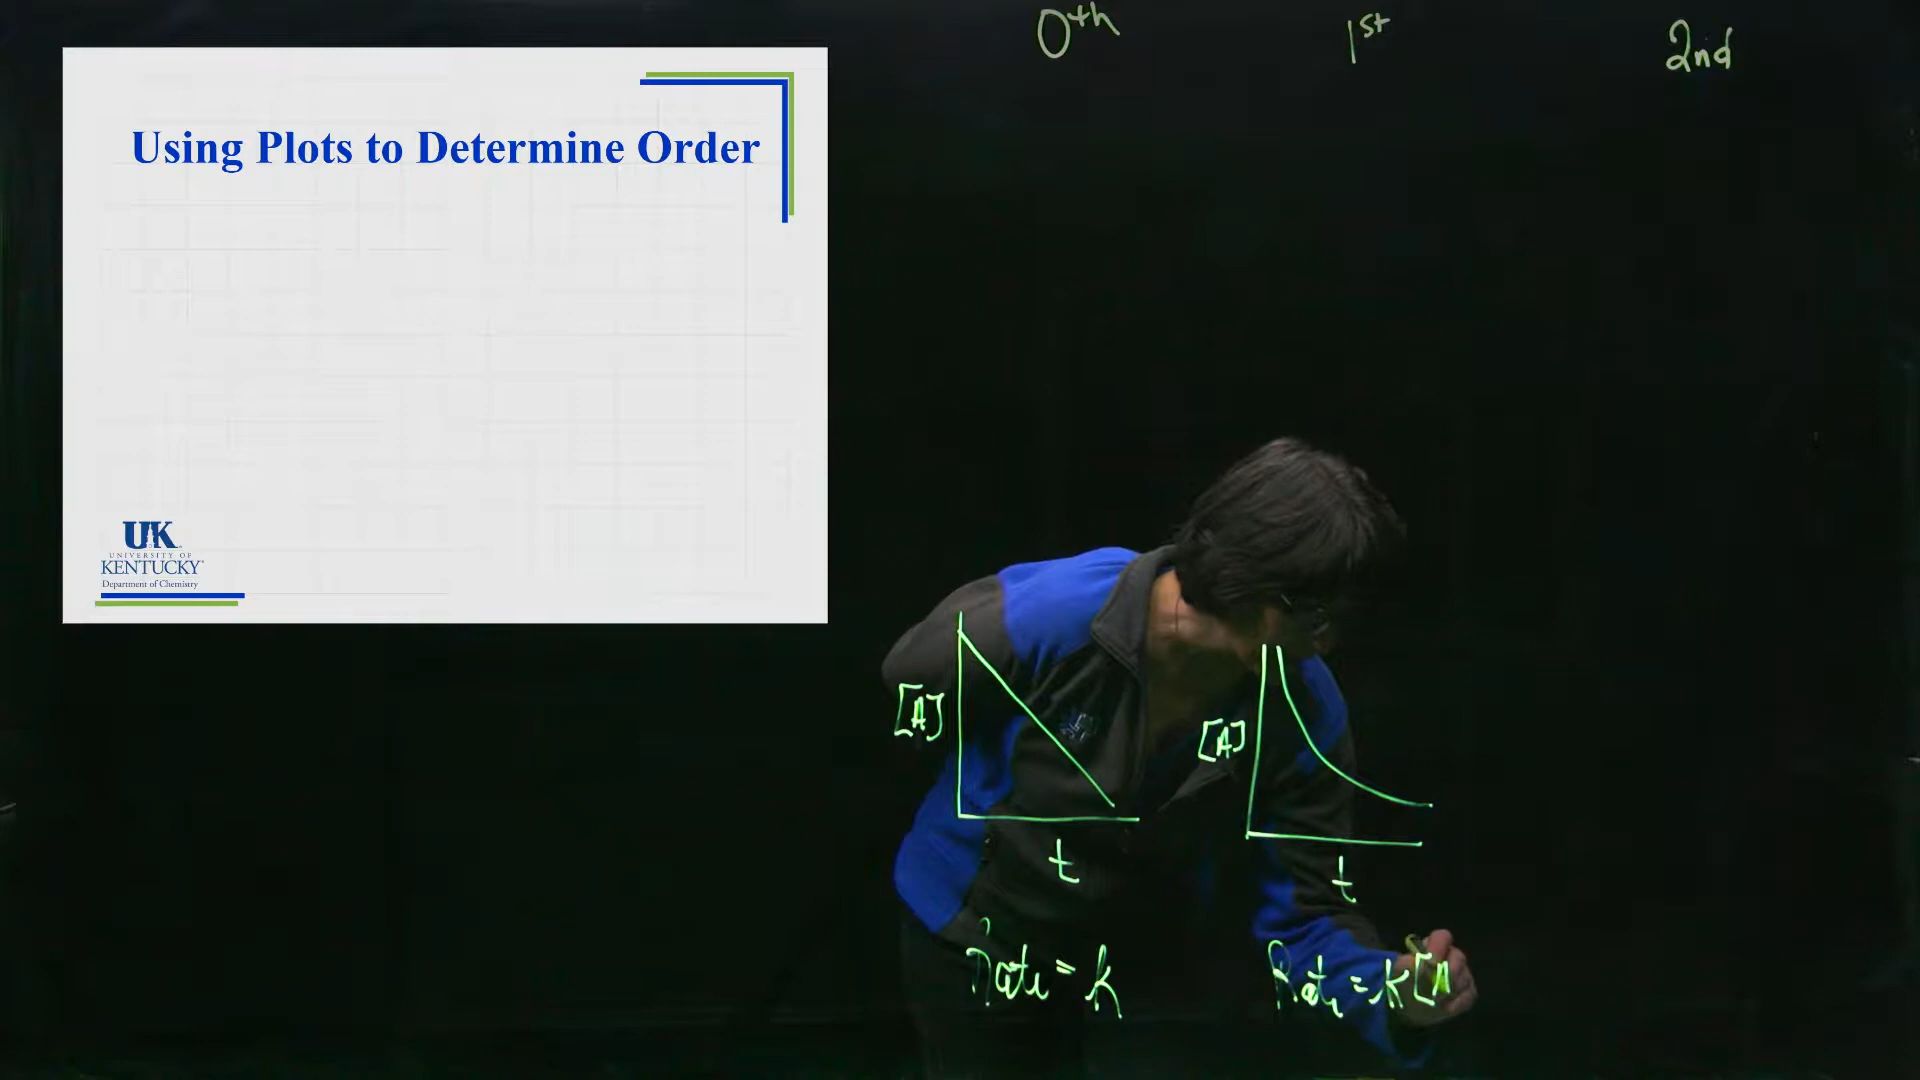 Using Plots to Determine Order
UK
UNIVERSITY OF
KENTUCKY
Department of Chemistry
0th
1st
2nd
[A]
t
Rate = k
[A]
t
Rate = k[A